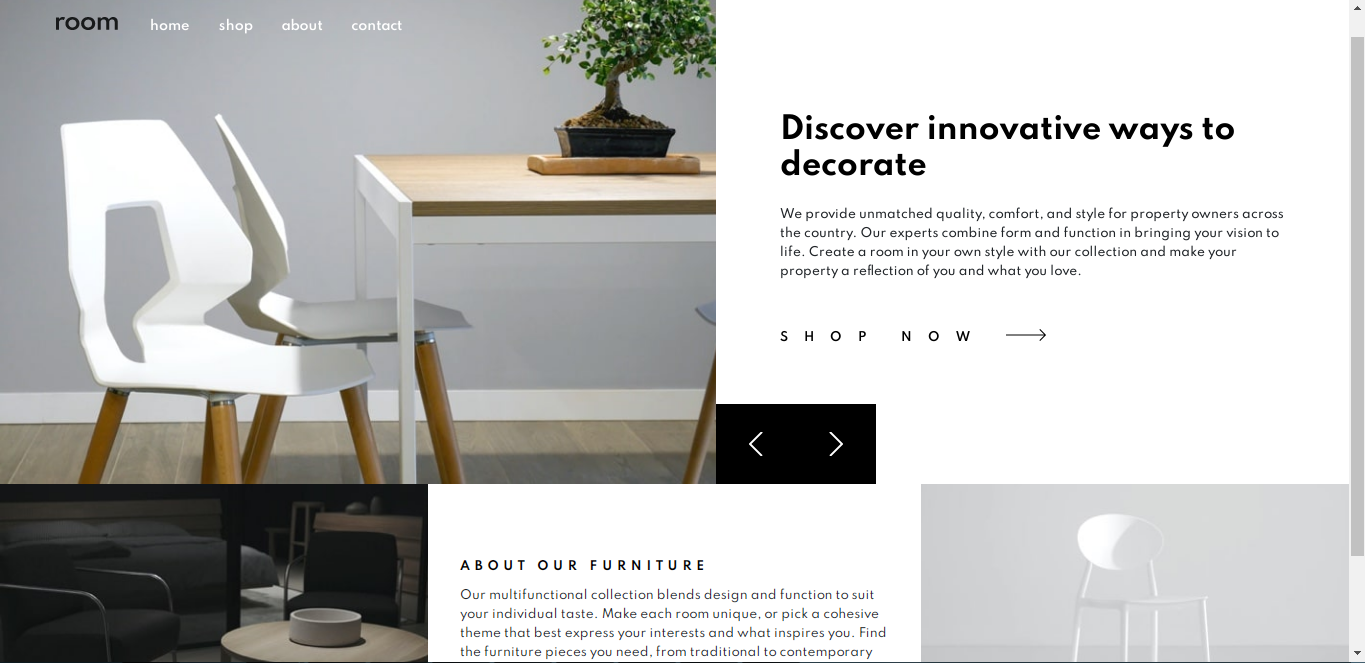 room home shop about contact
Discover innovative ways to
decorate
We provide unmatched quality, comfort, and style for property owners across
the country. Our experts combine form and function in bringing your vision to
life. Create a room in your own style with our collection and make your
property a reflection of you and what you love.
SHOP NOW
ABOUT OUR FURNITURE
Our multifunctional collection blends design and function to suit
your individual taste. Make each room unique, or pick a cohesive
theme that best express your interests and what inspires you. Find
the furniture pieces you need, from traditional to contemporary